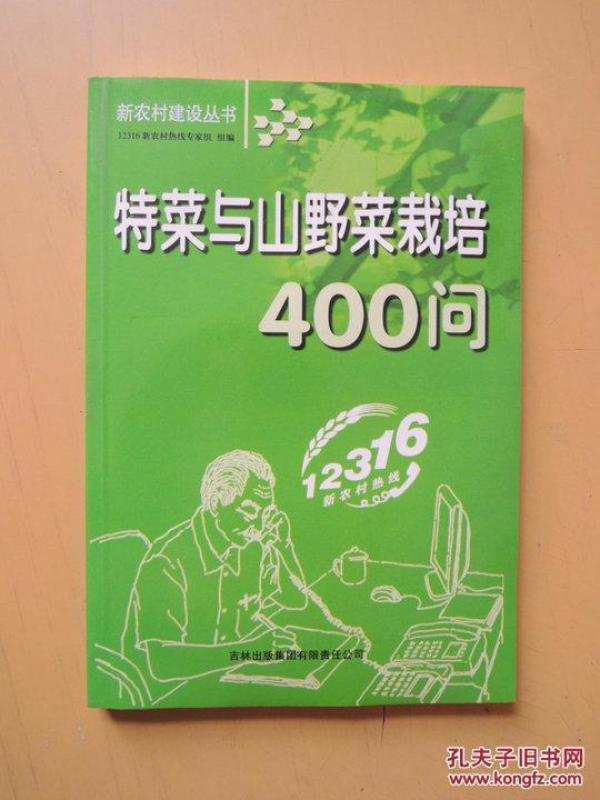 新农村建设丛书
12316新农村热线专家组 组编
特菜与山野菜栽培
400问
12316
新农村热线
吉林出版集团有限责任公司
孔夫子旧书网
www.kongfz.com